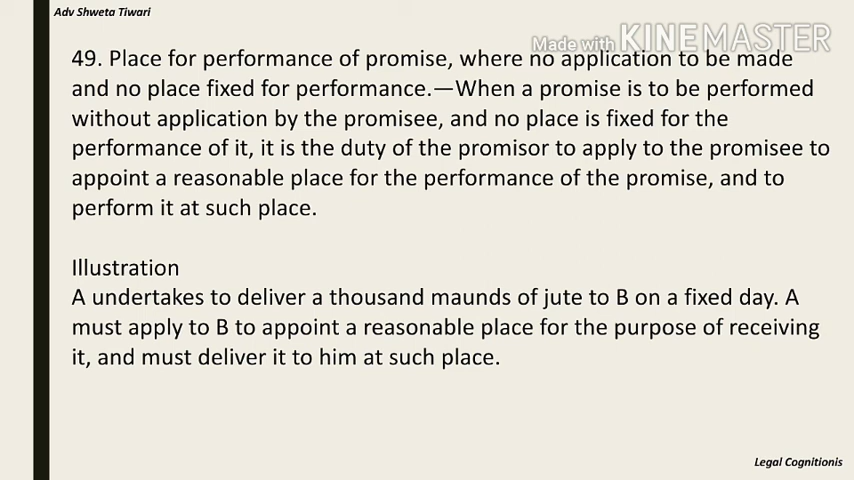 Adv Shweta Tiwari
Made with KINEMASTER
49. Place for performance of promise, where no application to be made
and no place fixed for performance.—When a promise is to be performed
without application by the promisee, and no place is fixed for the
performance of it, it is the duty of the promisor to apply to the promisee to
appoint a reasonable place for the performance of the promise, and to
perform it at such place.
Illustration
A undertakes to deliver a thousand maunds of jute to B on a fixed day. A
must apply to B to appoint a reasonable place for the purpose of receiving
it, and must deliver it to him at such place.
Legal Cognitionis